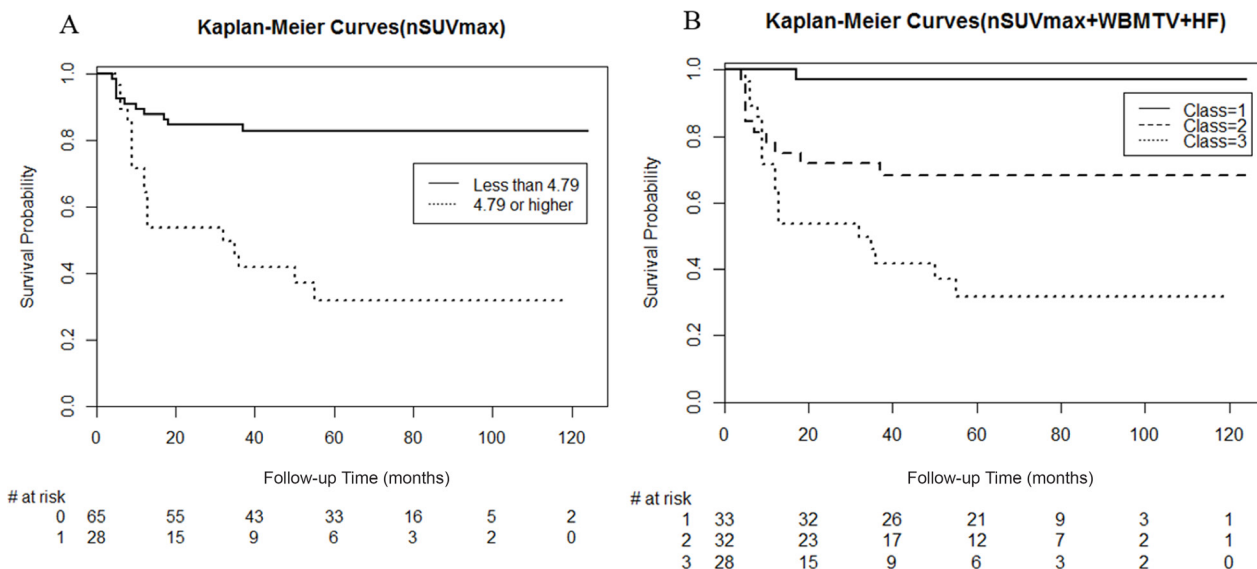 A
Kaplan-Meier Curves(nSUVmax)
Survival Probability
1.0
0.8
0.6
0.4
0.2
0.0
Less than 4.79
4.79 or higher
0 20 40 60 80 100 120
Follow-up Time (months)
# at risk
0 65 55 43 33 16 5 2
1 28 15 9 6 3 2 0
B
Kaplan-Meier Curves(nSUVmax+WBMTV+HF)
Survival Probability
1.0
0.8
0.6
0.4
0.2
0.0
Class=1
Class=2
Class=3
0 20 40 60 80 100 120
Follow-up Time (months)
# at risk
1 33 32 26 21 9 3 1
2 32 23 17 12 7 2 1
3 28 15 9 6 3 2 0